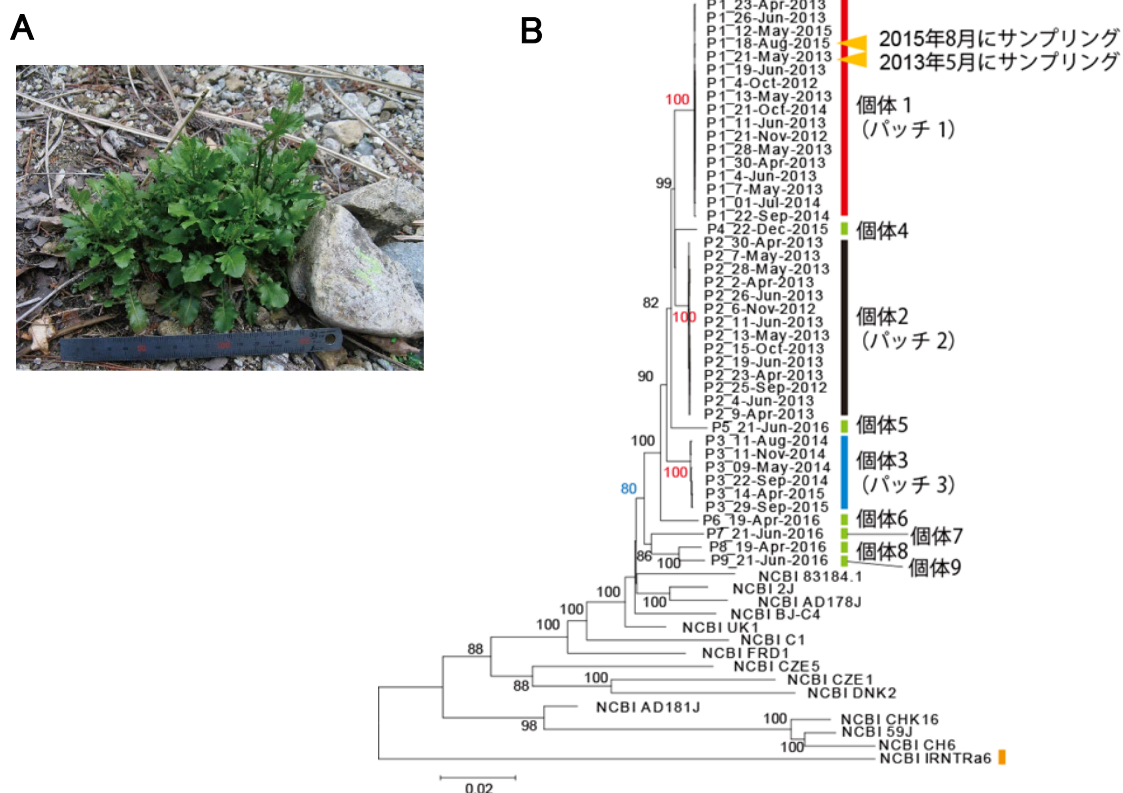 A
B
P1_23-Apr-2013
P1_26-Jun-2013
P1_12-May-2015
P1_18-Aug-2015
2015年8月にサンプリング
P1_21-May-2013
2013年5月にサンプリング
P1_19-Jun-2013
P1_4-Oct-2012
P1_13-May-2013
100
個体 1
P1_21-Oct-2014
(パッチ 1)
P1_11-Jun-2013
P1_21-Nov-2012
P1_28-May-2013
P1_30-Apr-2013
P1_4-Jun-2013
99
P1_7-May-2013
P1_01-Jul-2014
P1_22-Sep-2014
P4_22-Dec-2015
個体4
P2_30-Apr-2013
P2_7-May-2013
P2_28-May-2013
P2_2-Apr-2013
P2_26-Jun-2013
82
P2_6-Nov-2012
100
個体2
P2_11-Jun-2013
(パッチ 2)
P2_13-May-2013
P2_15-Oct-2013
P2_19-Jun-2013
90
P2_23-Apr-2013
P2_25-Sep-2012
P2_4-Jun-2013
P2_9-Apr-2013
P5_21-Jun-2016
個体5
100
P3_11-Aug-2014
P3_11-Nov-2014
個体3
P3_09-May-2014
100
(パッチ 3)
P3_22-Sep-2014
80
P3_14-Apr-2015
P3_29-Sep-2015
P6_19-Apr-2016
個体6
P7_21-Jun-2016
個体7
P8_19-Apr-2016
個体8
86
100
P9_21-Jun-2016
個体9
NCBI 83184.1
NCBI 2J
100
NCBI AD178J
100
NCBI BJ-C4
100
NCBI UK1
NCBI C1
88
NCBI FRD1
NCBI CZE5
100
NCBI CZE1
88
NCBI DNK2
NCBI AD181J
98
100
NCBI CHK16
NCBI 59J
100
NCBI CH6
NCBI IRNTRa6
0.02